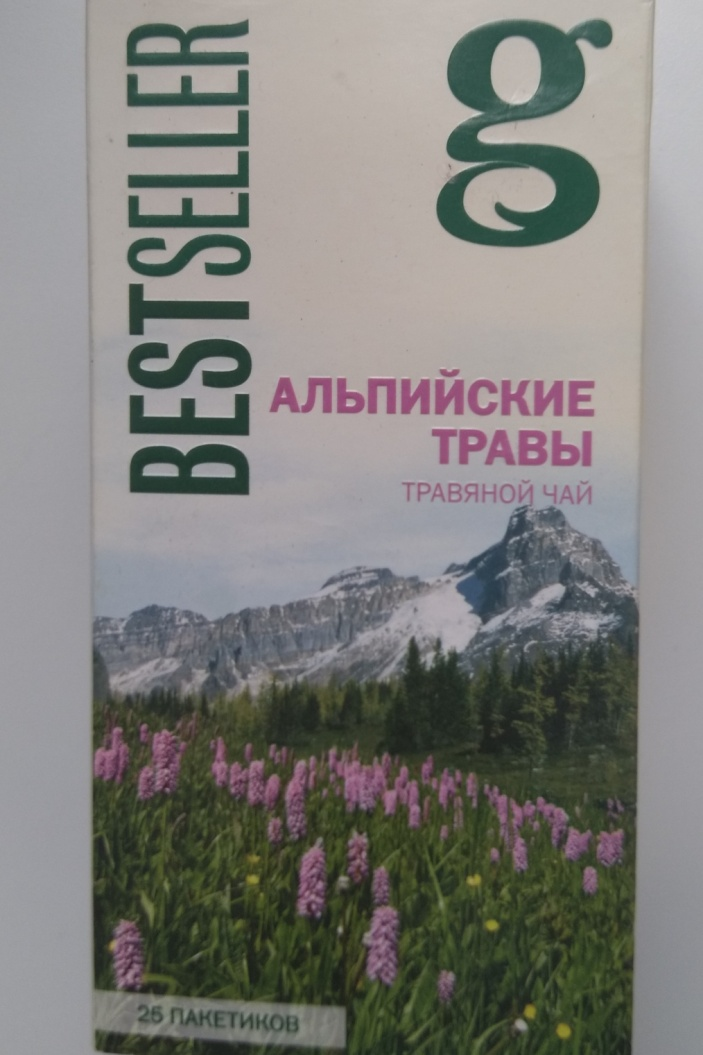 BESTSELLER
g
АЛЬПИЙСКИЕ
ТРАВЫ
ТРАВЯНОЙ ЧАЙ
25 ПАКЕТИКОВ